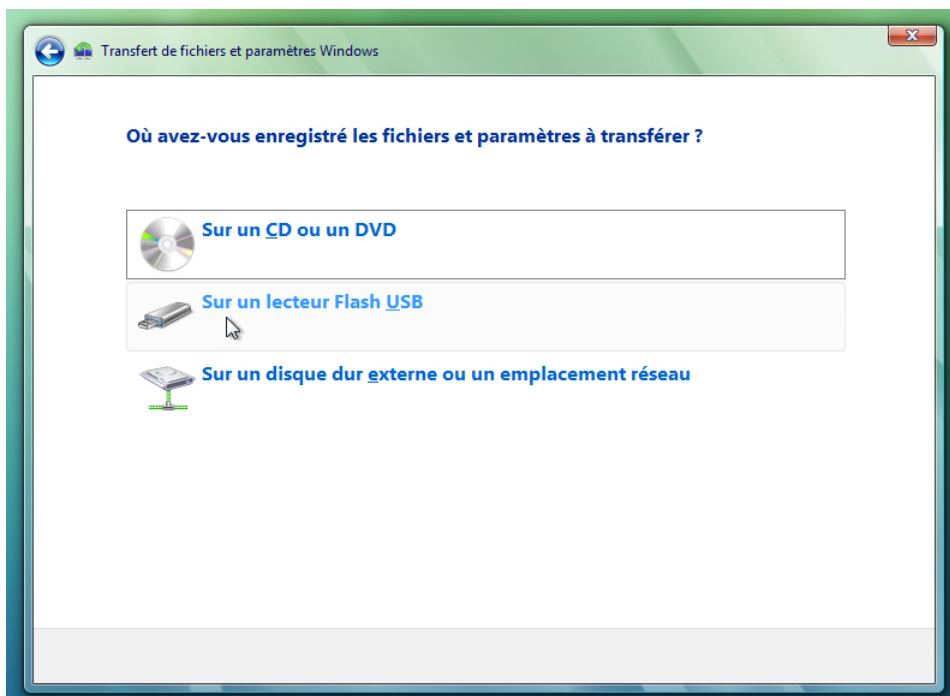 Transfert de fichiers et paramètres Windows
Où avez-vous enregistré les fichiers et paramètres à transférer ?
Sur un CD ou un DVD
Sur un lecteur Flash USB
Sur un disque dur externe ou un emplacement réseau